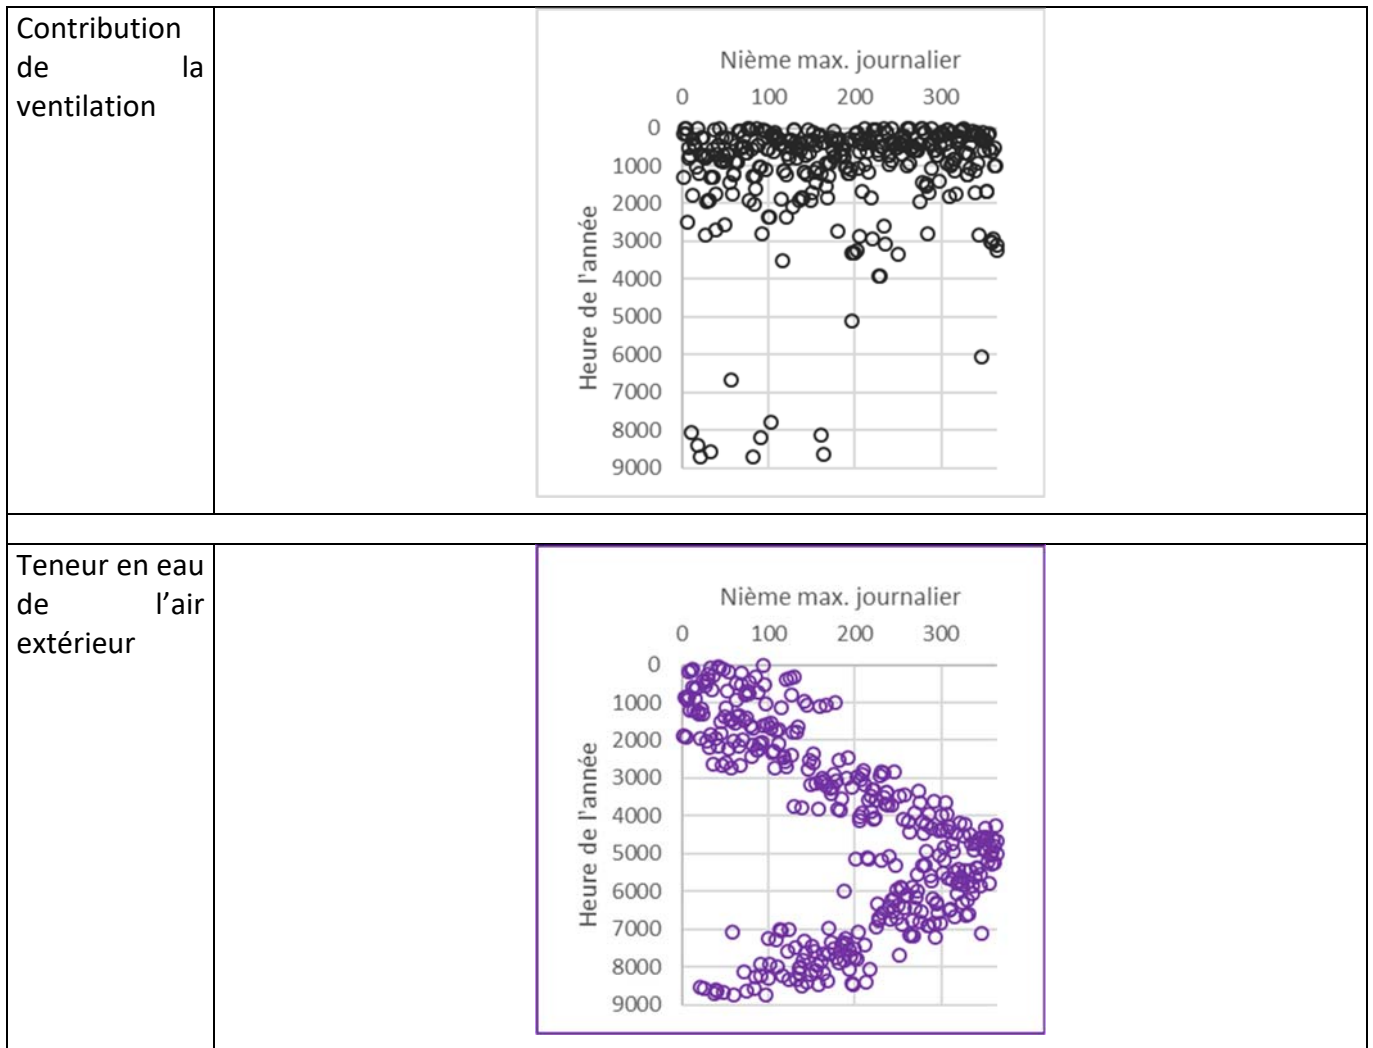 Contribution
de la
ventilation
Nième max. journalier
0 100 200 300
0
1000
2000
3000
4000
5000
6000
7000
8000
9000
Heure de l'année
Teneur en eau
de l’air
extérieur
Nième max. journalier
0 100 200 300
0
1000
2000
3000
4000
5000
6000
7000
8000
9000
Heure de l'année